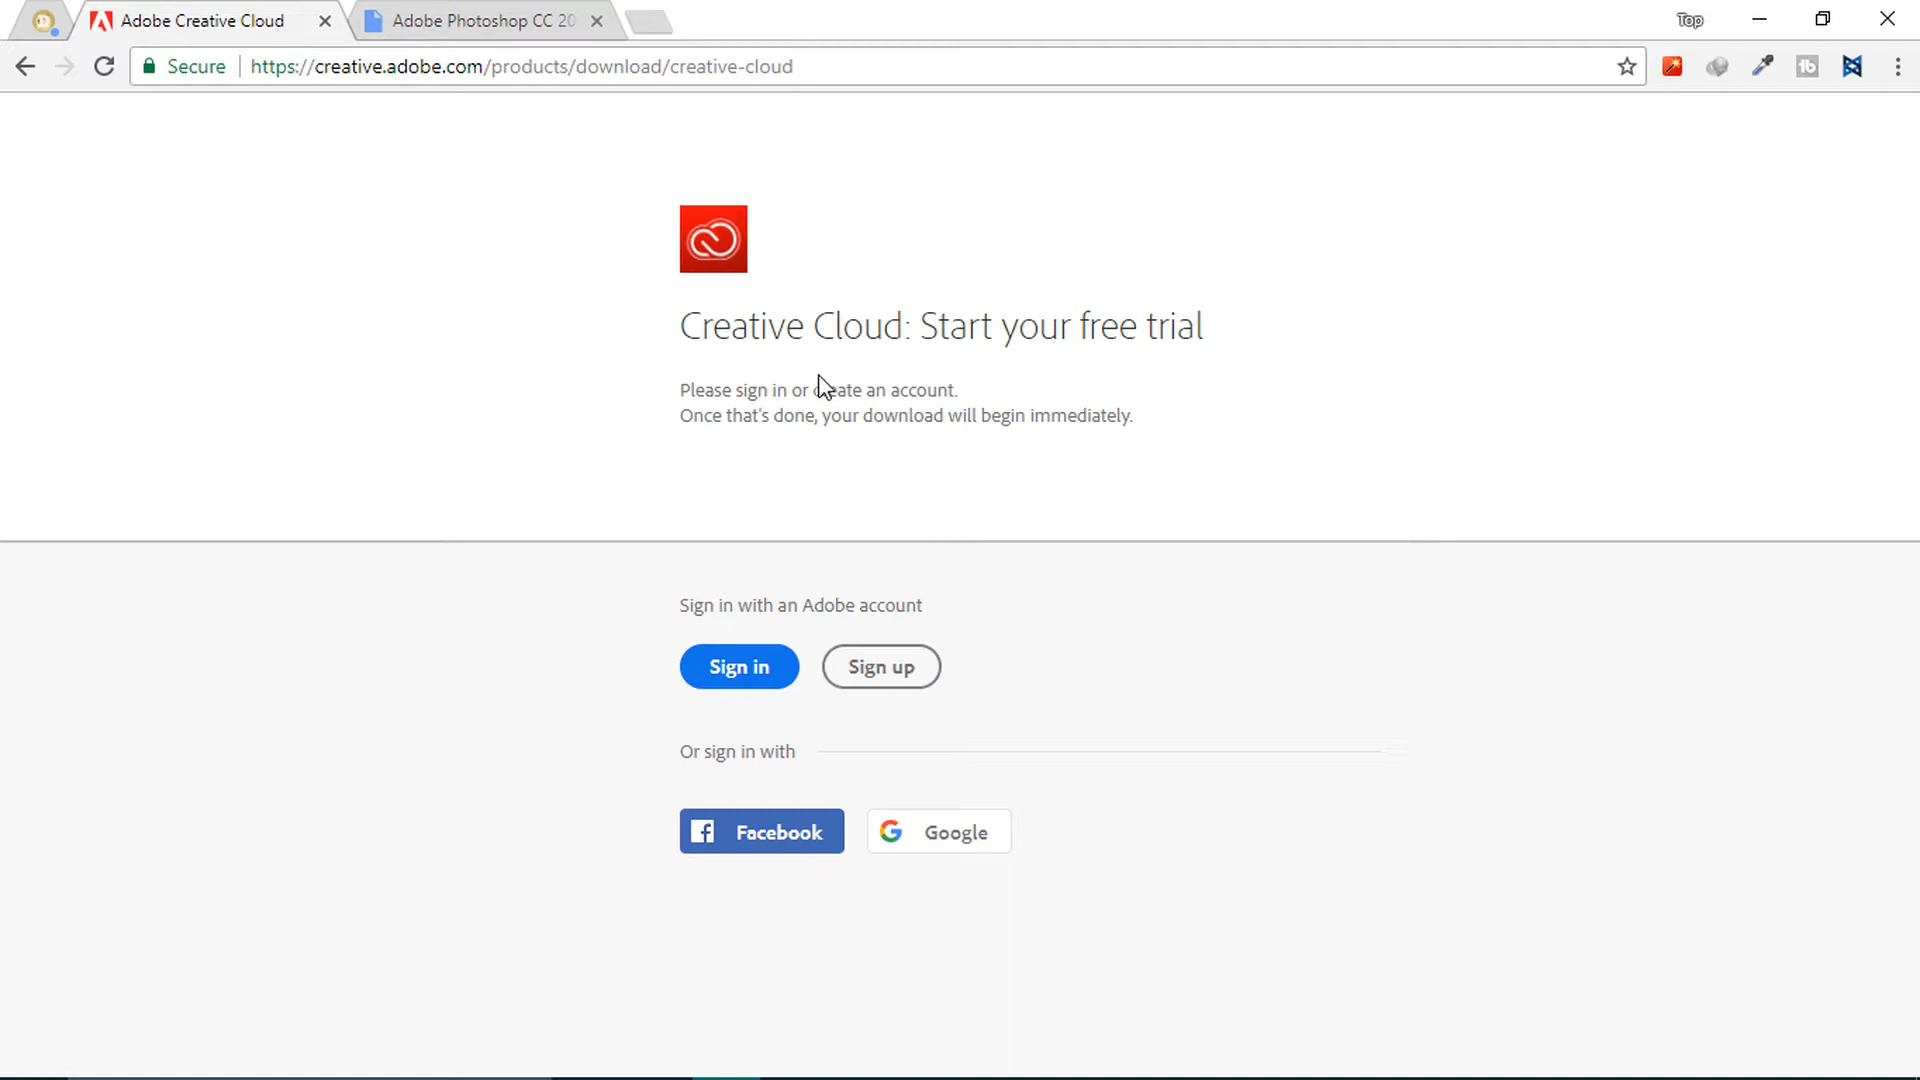 Adobe Creative Cloud
Adobe Photoshop CC 20
Top
Secure
https://creative.adobe.com/products/download/creative-cloud
Creative Cloud: Start your free trial
Please sign in or create an account.
Once that's done, your download will begin immediately.
Sign in with an Adobe account
Sign in
Sign up
Or sign in with
Facebook
Google